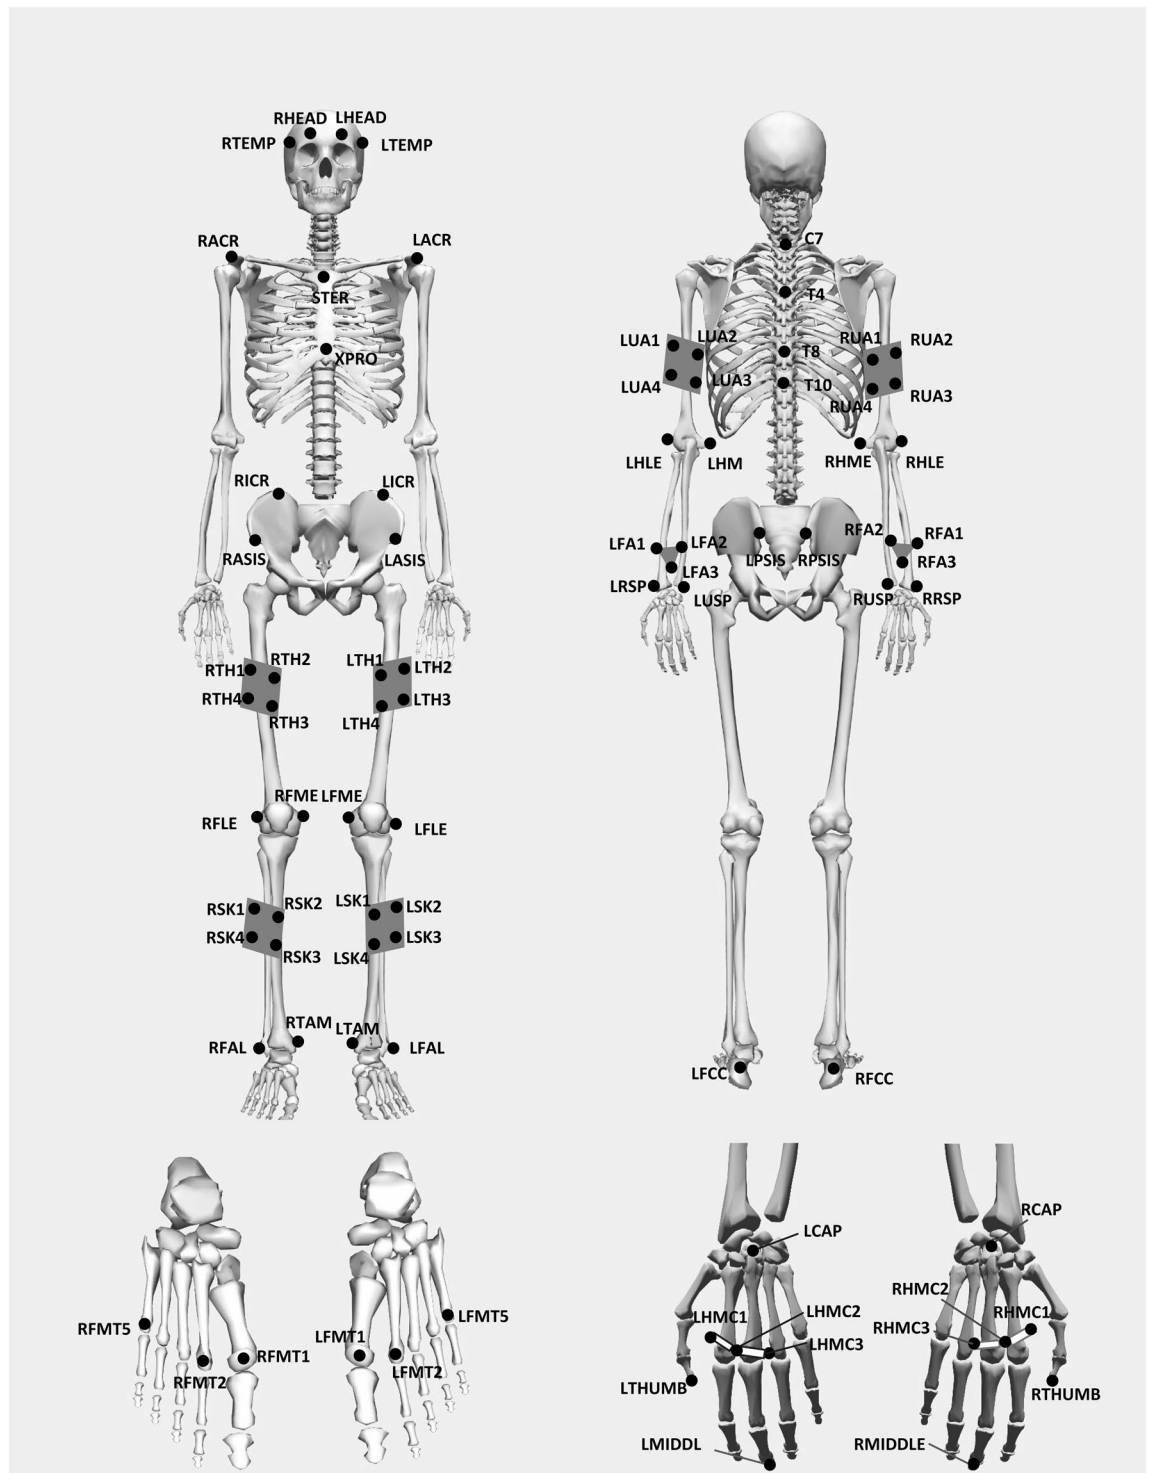 RHEAD LHEAD
RTEMP LTEMP
RACR LACR
STER
XPRO
RICR LICR
RASIS LASIS
RTH1 RTH2 LTH1 LTH2
RTH4 LTH3
RTH3 LTH4
RFME LFME
RFLE LFLE
RSK1 RSK2 LSK1 LSK2
RSK4 LSK3
RSK3 LSK4
RTAM LTAM
RFAL LFAL
C7
T4
LUA1 LUA2 RUA1 RUA2
T8
LUA4 LUA3 T10 RUA3
RUA4
LHLE LHM RHME RHLE
LFA1 LFA2 RFA2 RFA1
LPSIS RPSIS RFA3
LFA3
LRSP LUSP RUSP RRSP
LFCC RFCC
RFMT5 LFMT1 LFMT5
RFMT1 LFMT2
RFMT2
LCAP RCAP
LHMC1 LHMC2 RHMC2 RHMC1
LHMC3 RHMC3
LTHUMB RTHUMB
LMIDDL RMIDDLE